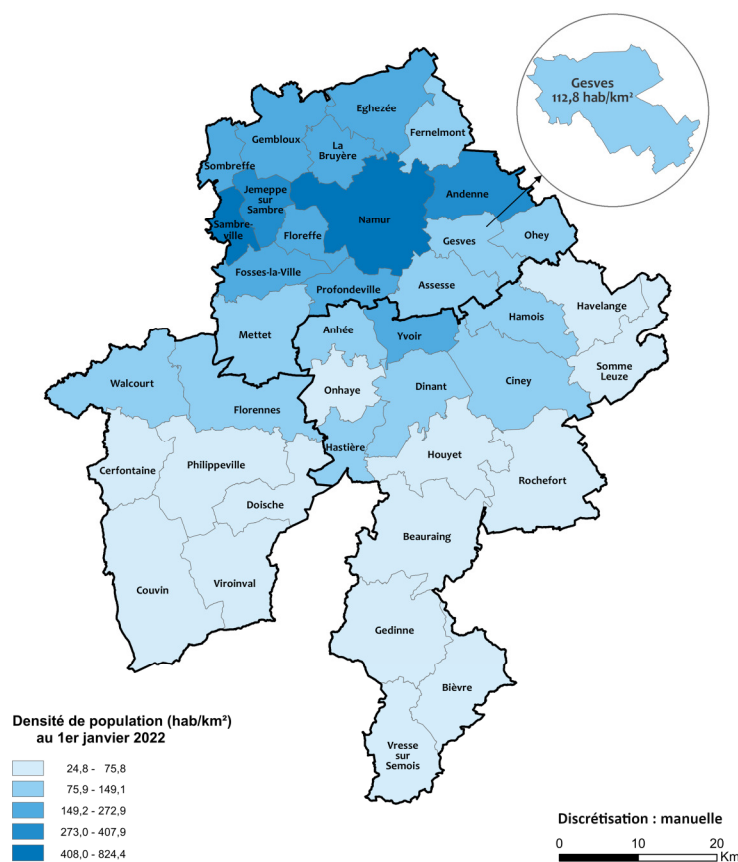 Gesves
112,8 hab/km²
Eghezée
Gembloux
La
Bruyère
Fernelmont
Sombreffe
Jemeppe
sur
Sambre
Andenne
Namur
Sambre-
ville
Floreffe
Gesves
Ohey
Fosses-la-Ville
Profondeville
Assesse
Havelange
Hamois
Mettet
Anhée
Yvoir
Somme
Leuze
Walcourt
Onhaye
Dinant
Ciney
Florennes
Hastière
Houyet
Cerfontaine
Philippeville
Rochefort
Doische
Beauraing
Couvin
Viroinval
Gedinne
Bièvre
Vresse
sur
Semois
Densité de population (hab/km²)
au 1er janvier 2022
24,8 - 75,8
75,9 - 149,1
149,2 - 272,9
273,0 - 407,9
408,0 - 824,4
Discrétisation : manuelle
0 10 20
Km